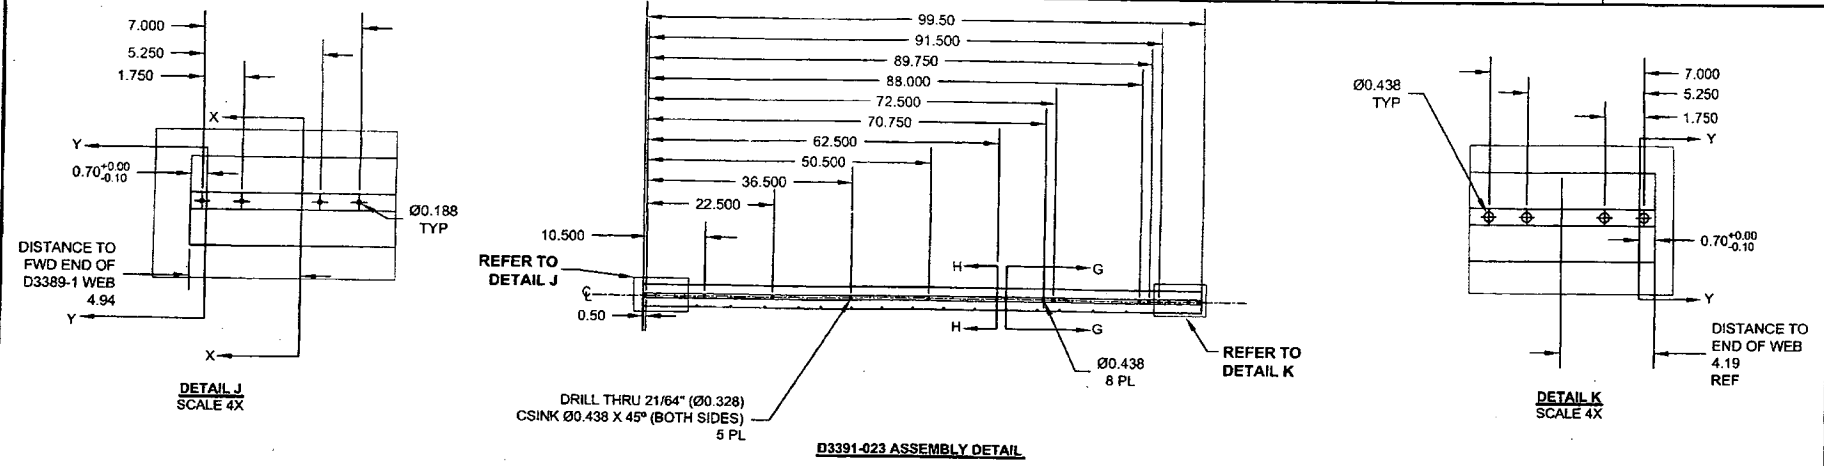 7.000
5.250
1.750
X
Y
0.70 +0.00 -0.10
Ø0.188
TYP
DISTANCE TO
FWD END OF
D3389-1 WEB
4.94
Y
X
DETAIL J
SCALE 4X
99.50
91.500
89.750
88.000
72.500
70.750
62.500
50.500
36.500
22.500
10.500
REFER TO
DETAIL J
℄
0.50
H
G
H
G
Ø0.438
8 PL
REFER TO
DETAIL K
DRILL THRU 21/64" (Ø0.328)
CSINK Ø0.438 X 45º (BOTH SIDES)
5 PL
D3391-023 ASSEMBLY DETAIL
Ø0.438
TYP
7.000
5.250
1.750
Y
0.70 +0.00 -0.10
Y
DISTANCE TO
END OF WEB
4.19
REF
DETAIL K
SCALE 4X